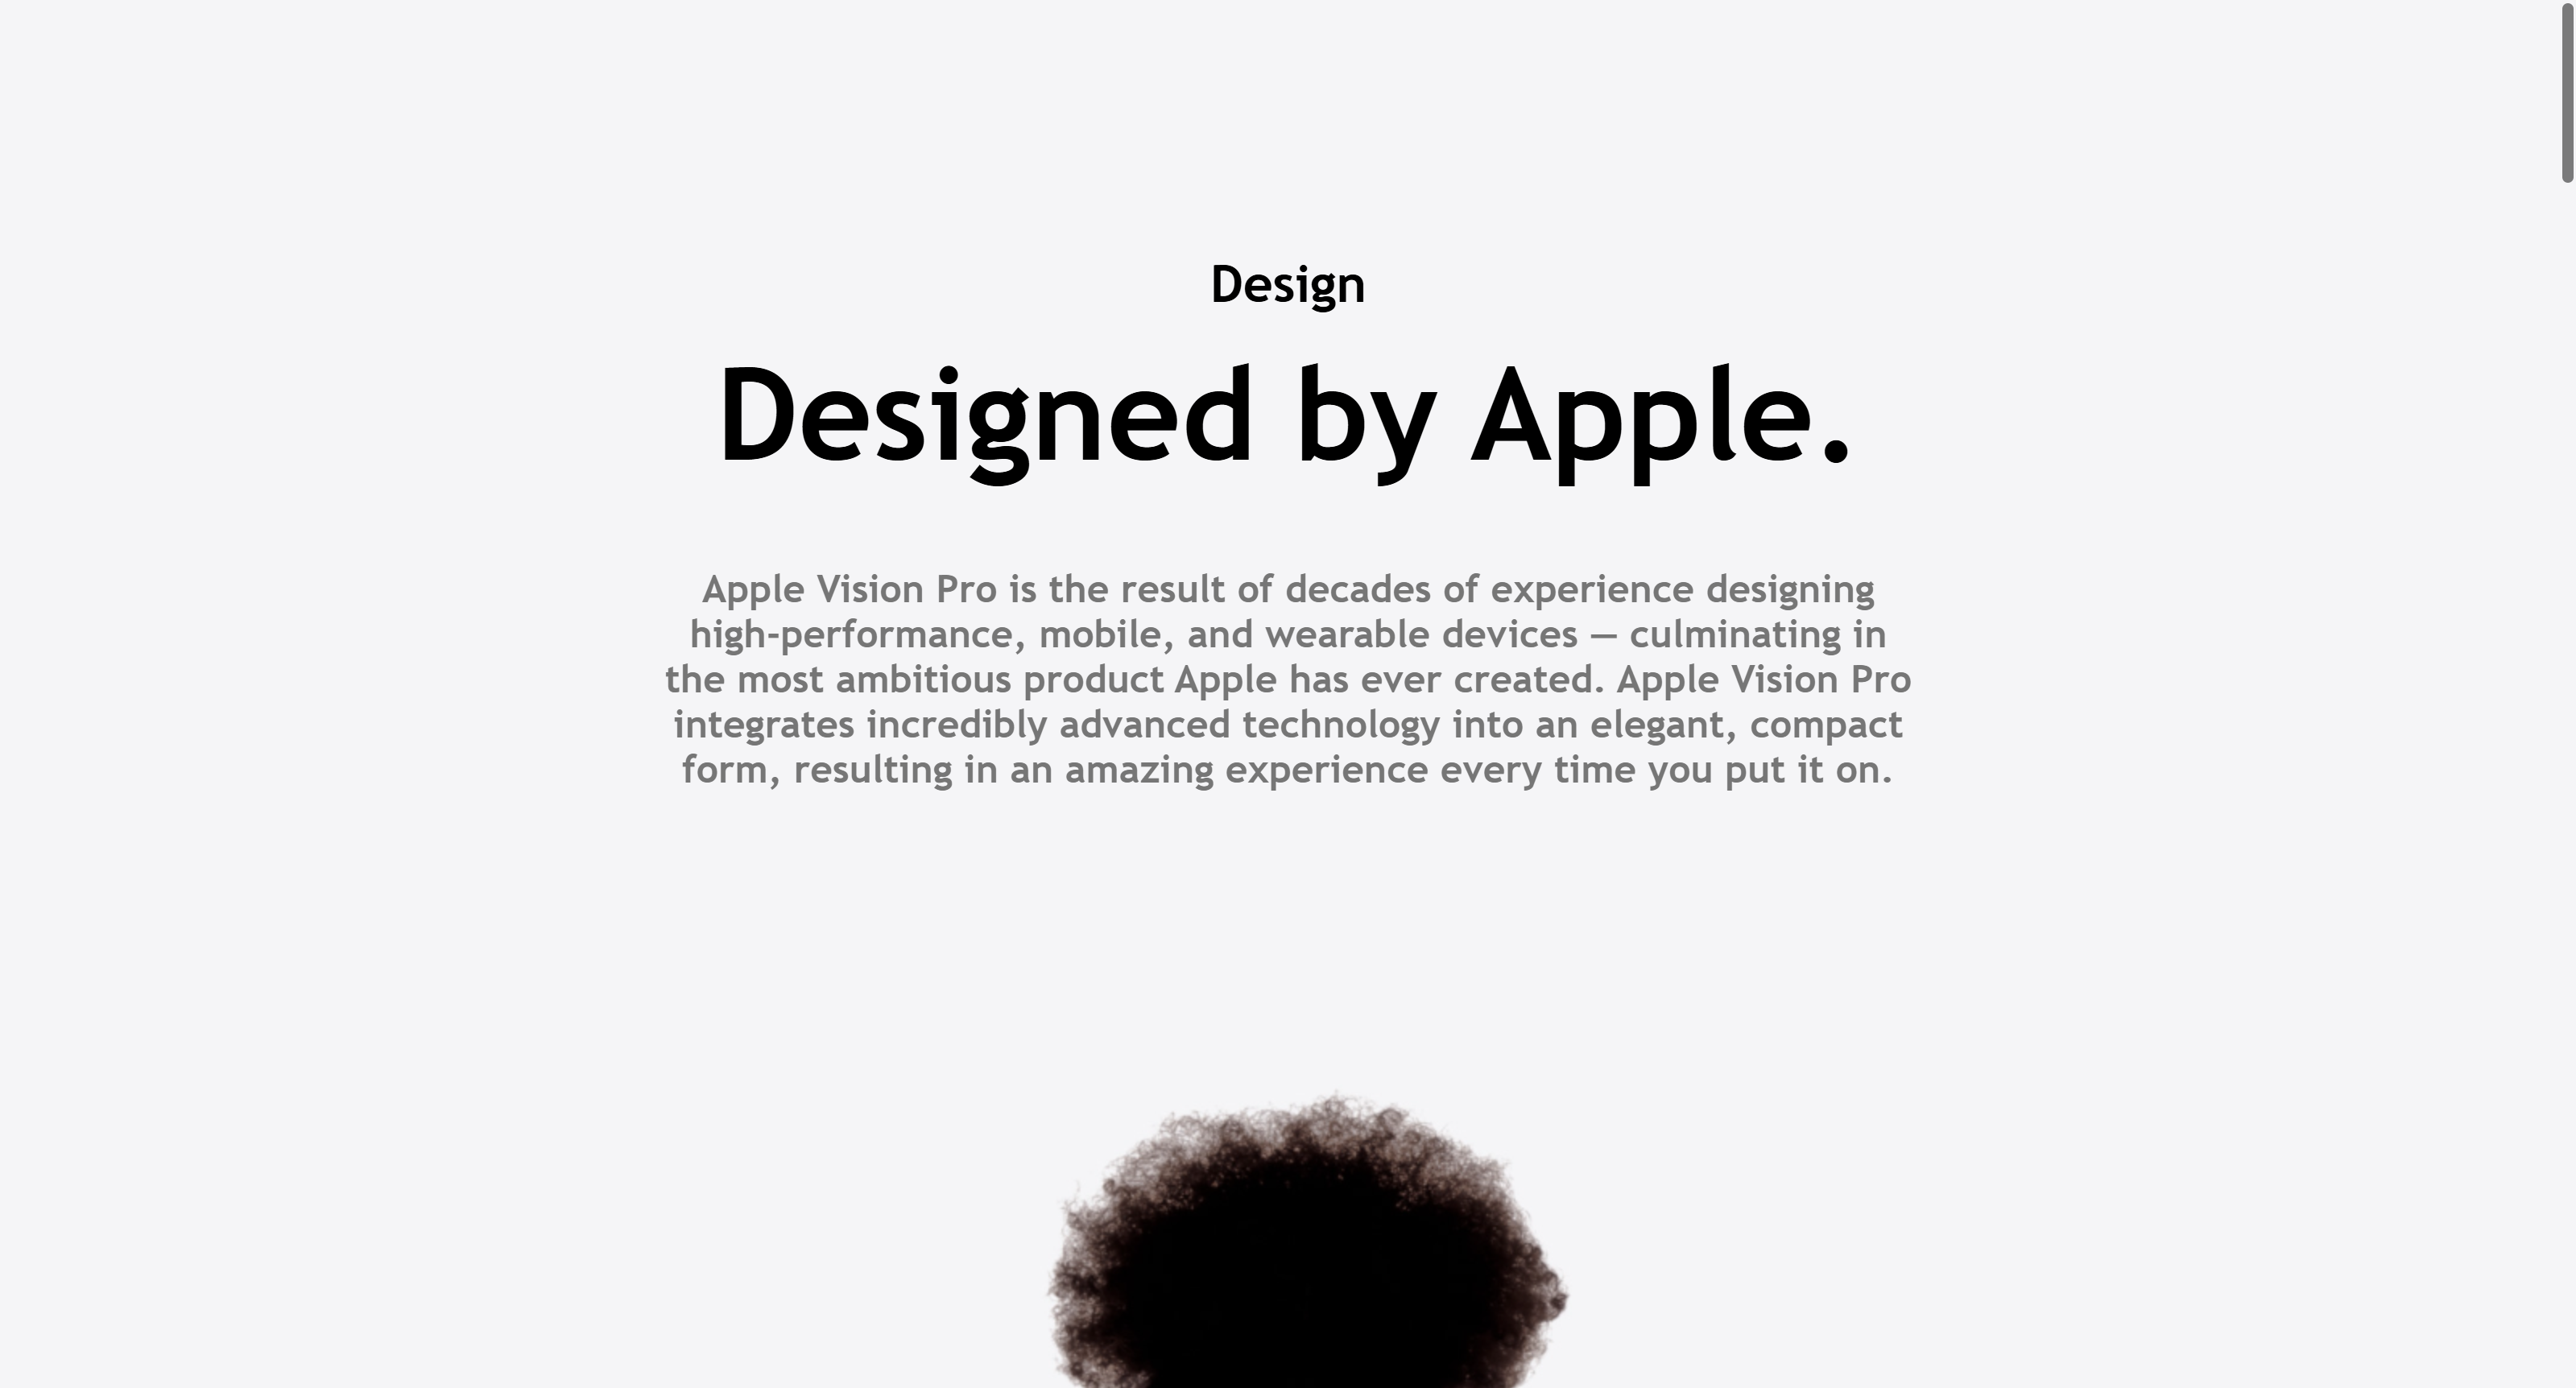 Design
Designed by Apple.
Apple Vision Pro is the result of decades of experience designing
high-performance, mobile, and wearable devices — culminating in
the most ambitious product Apple has ever created. Apple Vision Pro
integrates incredibly advanced technology into an elegant, compact
form, resulting in an amazing experience every time you put it on.